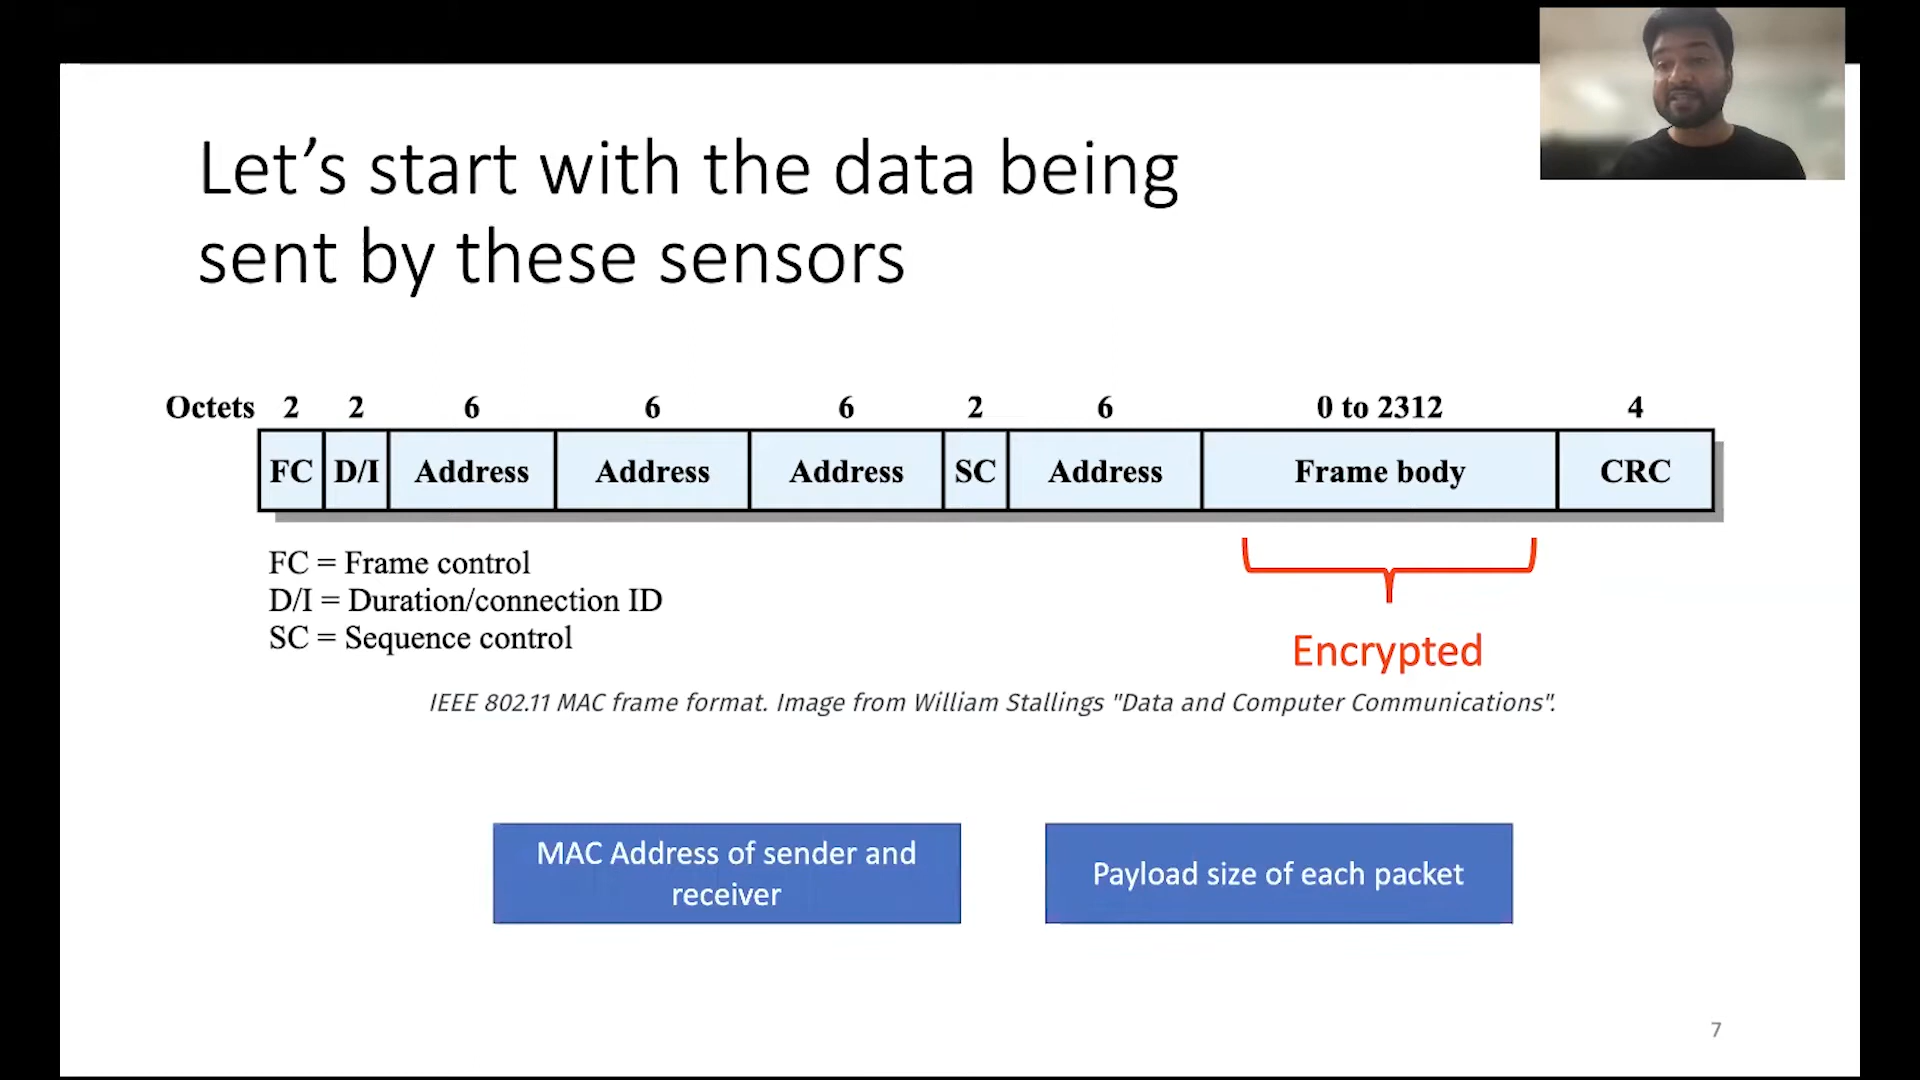 Let’s start with the data being
sent by these sensors
Octets 2 2 6 6 6 2 6 0 to 2312 4
FC D/I Address Address Address SC Address Frame body CRC
FC = Frame control
D/I = Duration/connection ID
SC = Sequence control
Encrypted
IEEE 802.11 MAC frame format. Image from William Stallings "Data and Computer Communications".
MAC Address of sender and
receiver
Payload size of each packet
7